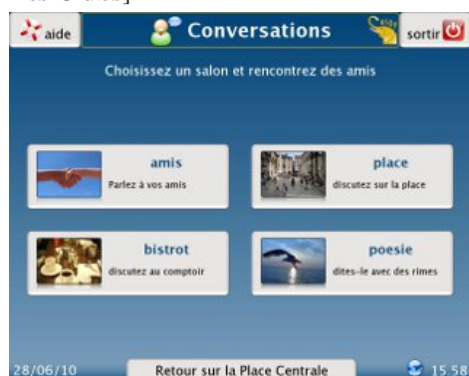 aide
Conversations
sortir
Choisissez un salon et rencontrez des amis
amis
Parlez à vos amis
place
discutez sur la place
bistrot
discutez au comptoir
poesie
dites-le avec des rimes
28/06/10
Retour sur la Place Centrale
15.58